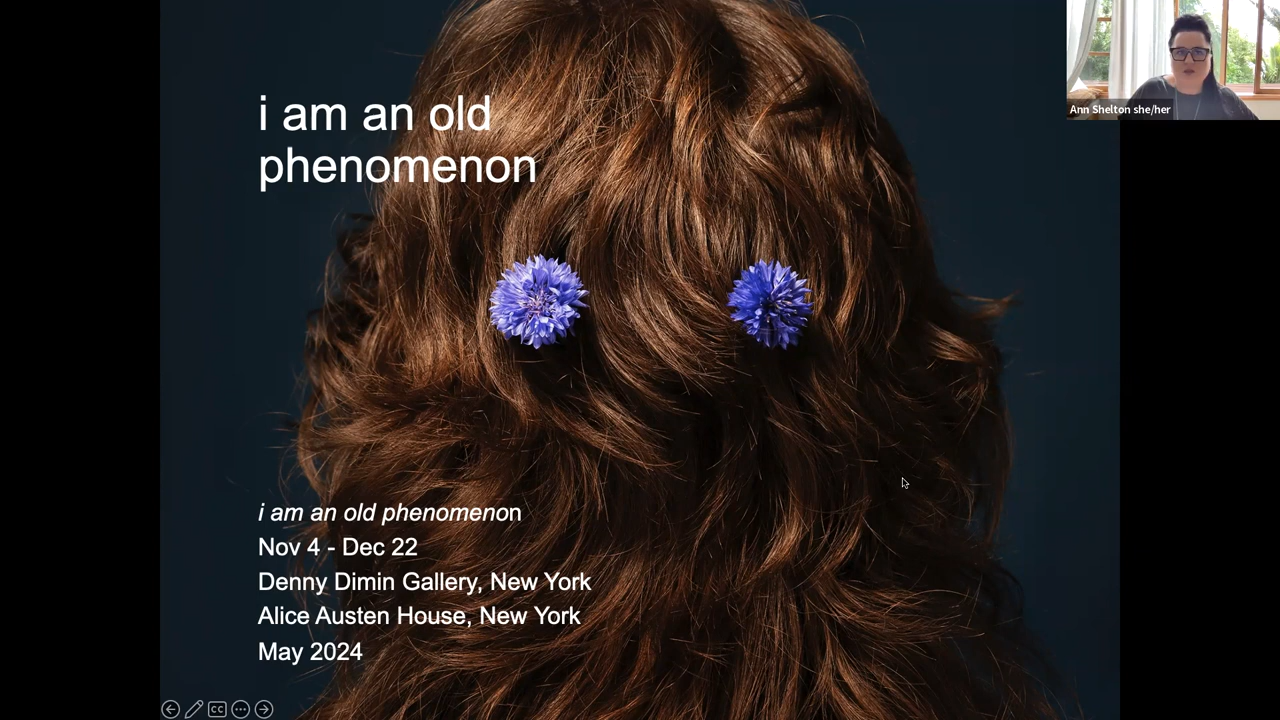 i am an old
phenomenon
Ann Shelton she/her
i am an old phenomenon
Nov 4 - Dec 22
Denny Dimin Gallery, New York
Alice Austen House, New York
May 2024
CC